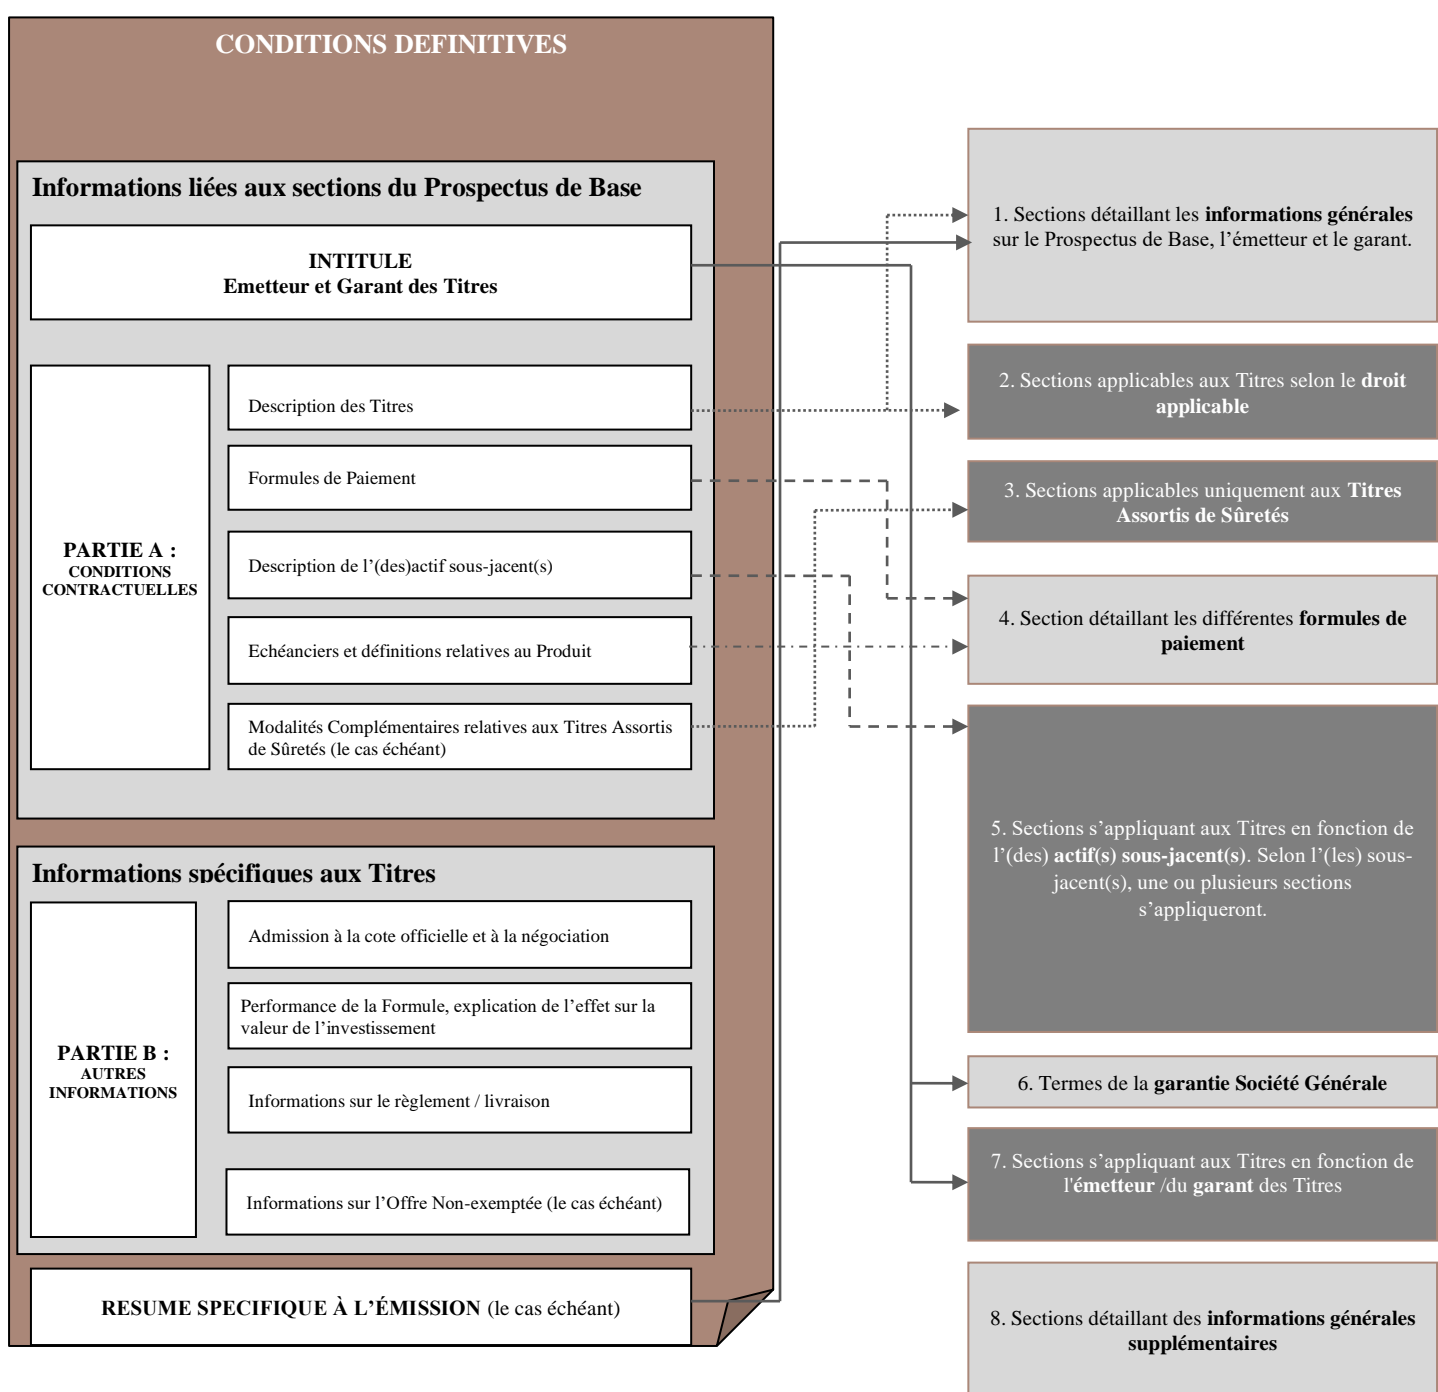 CONDITIONS DEFINITIVES
Informations liées aux sections du Prospectus de Base
INTITULE
Emetteur et Garant des Titres
PARTIE A :
CONDITIONS
CONTRACTUELLES
Description des Titres
Formules de Paiement
Description de l’(des)actif sous-jacent(s)
Echéanciers et définitions relatives au Produit
Modalités Complémentaires relatives aux Titres Assortis
de Sûretés (le cas échéant)
Informations spécifiques aux Titres
PARTIE B :
AUTRES
INFORMATIONS
Admission à la cote officielle et à la négociation
Performance de la Formule, explication de l’effet sur la
valeur de l’investissement
Informations sur le règlement / livraison
Informations sur l’Offre Non-exemptée (le cas échéant)
RESUME SPECIFIQUE À L’ÉMISSION (le cas échéant)
1. Sections détaillant les informations générales
sur le Prospectus de Base, l’émetteur et le garant.
2. Sections applicables aux Titres selon le droit
applicable
3. Sections applicables uniquement aux Titres
Assortis de Sûretés
4. Section détaillant les différentes formules de
paiement
5. Sections s’appliquant aux Titres en fonction de
l’(des) actif(s) sous-jacent(s). Selon l’(les) sous-
jacent(s), une ou plusieurs sections
s’appliqueront.
6. Termes de la garantie Société Générale
7. Sections s’appliquant aux Titres en fonction de
l'émetteur /du garant des Titres
8. Sections détaillant des informations générales
supplémentaires